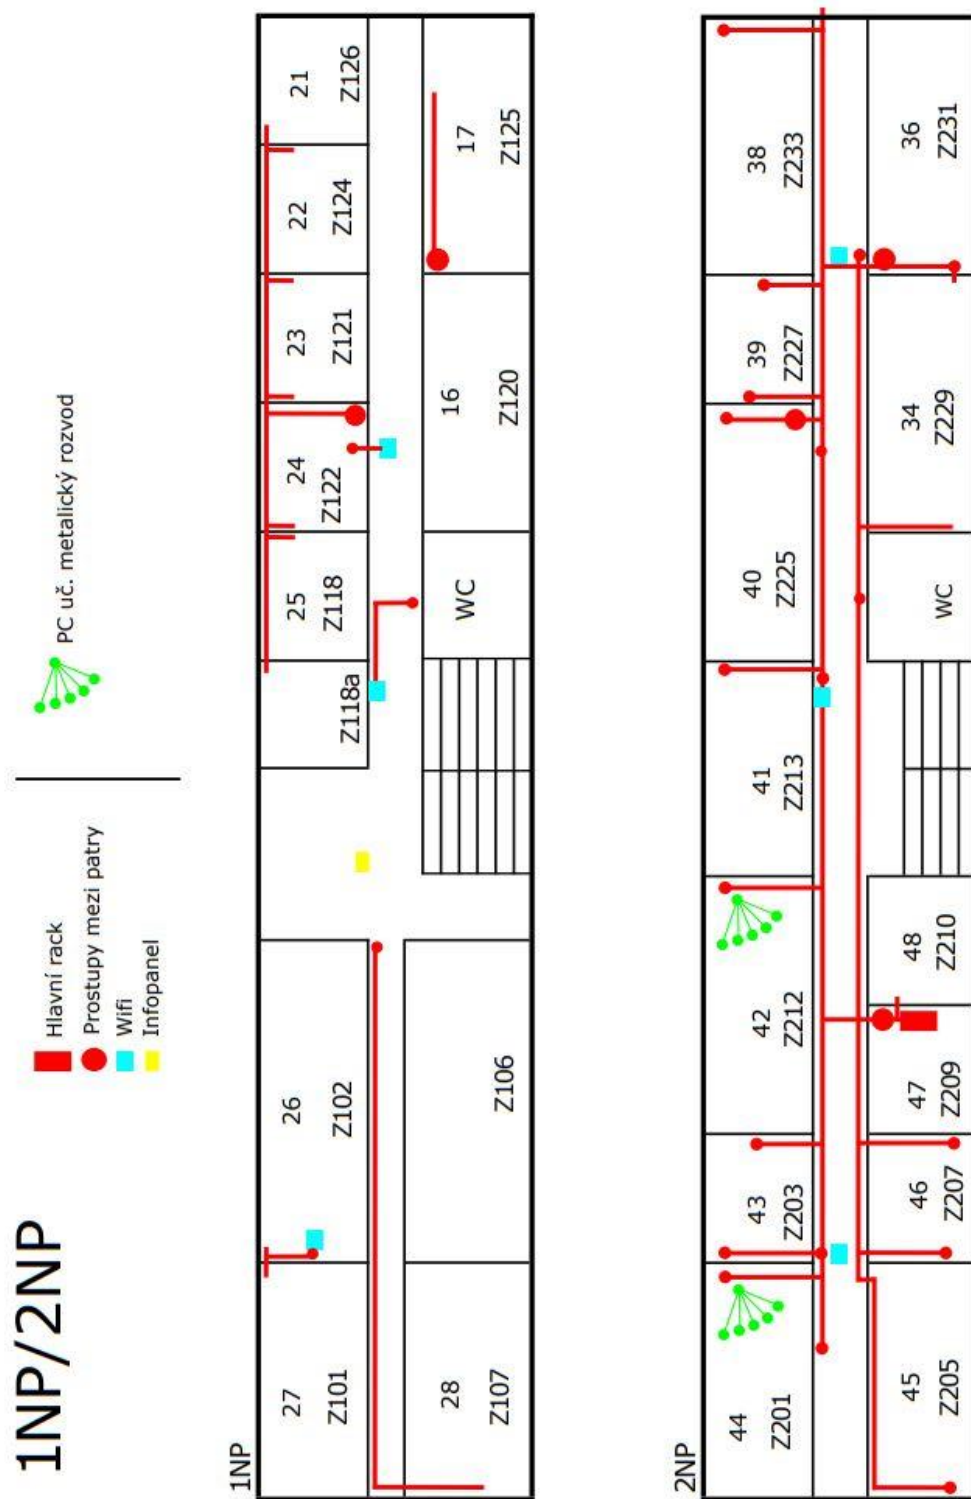 1NP/2NP
Hlavní rack
Prostupy mezi patry
Wifi
Infopanel
PC uč. metalický rozvod
1NP
27
Z101
26
Z102
Z118a
25
Z118
24
Z122
23
Z121
22
Z124
21
Z126
28
Z107
Z106
WC
16
Z120
17
Z125
2NP
44
Z201
43
Z203
42
Z212
41
Z213
40
Z225
39
Z227
38
Z233
45
Z205
46
Z207
47
Z209
48
Z210
WC
34
Z229
36
Z231